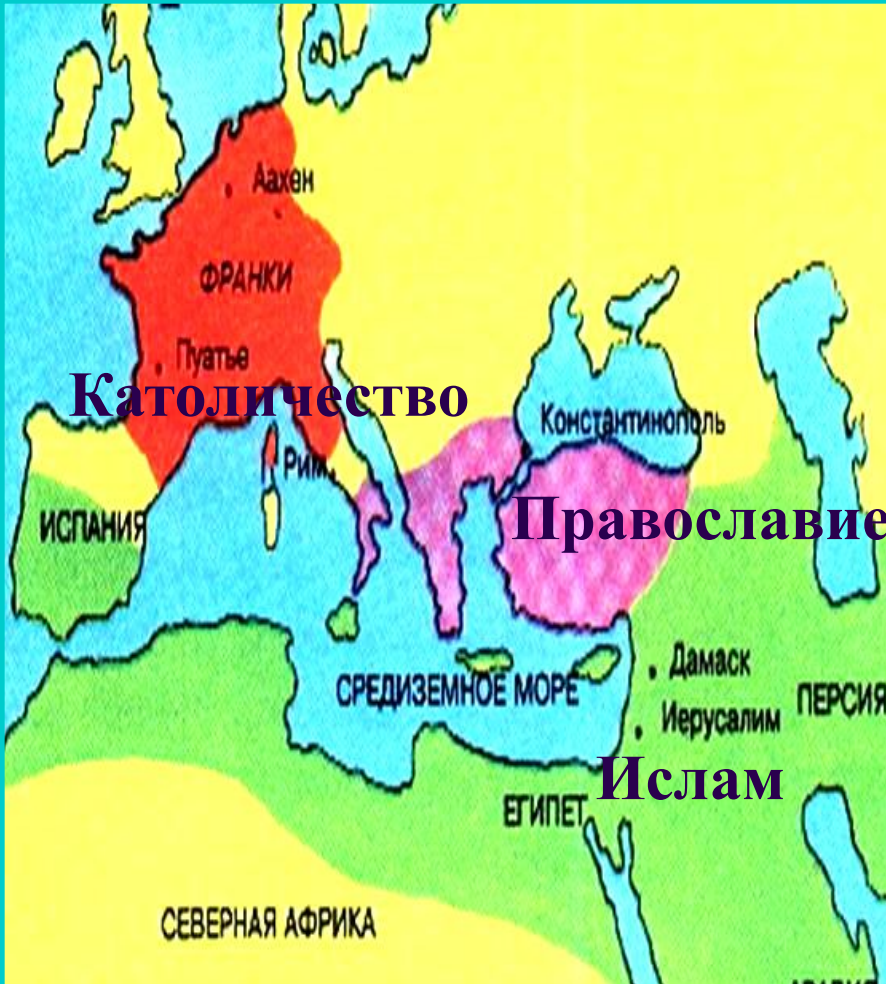 Аахен
ФРАНКИ
Пуатье
Католичество
Константинополь
Рим
ИСПАНИЯ
Православие
Дамаск
СРЕДИЗЕМНОЕ МОРЕ
ПЕРСИЯ
Иерусалим
Ислам
ЕГИПЕТ
СЕВЕРНАЯ АФРИКА